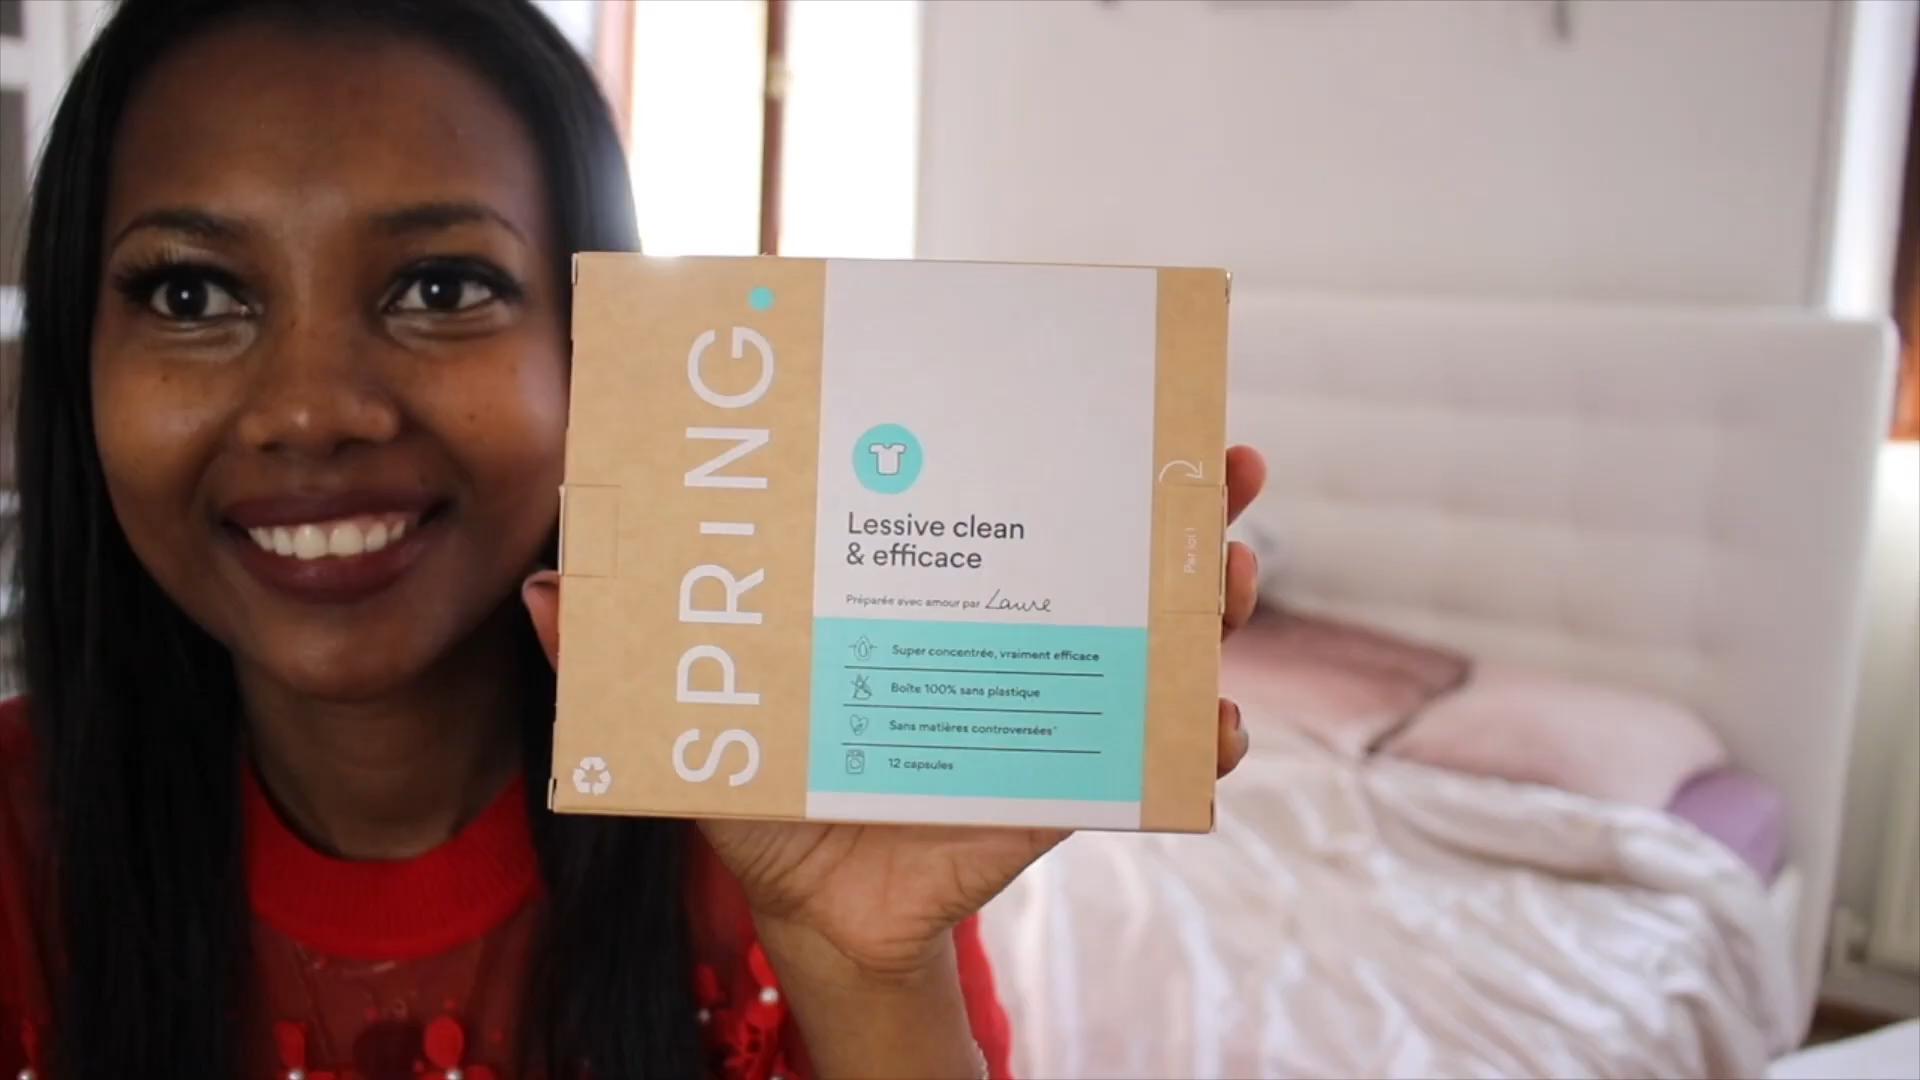 SPRING.
Lessive clean
& efficace
Préparée avec amour par Laure
Super concentrée, vraiment efficace
Boîte 100% sans plastique
Sans matières controversées*
12 capsules
Par ici !